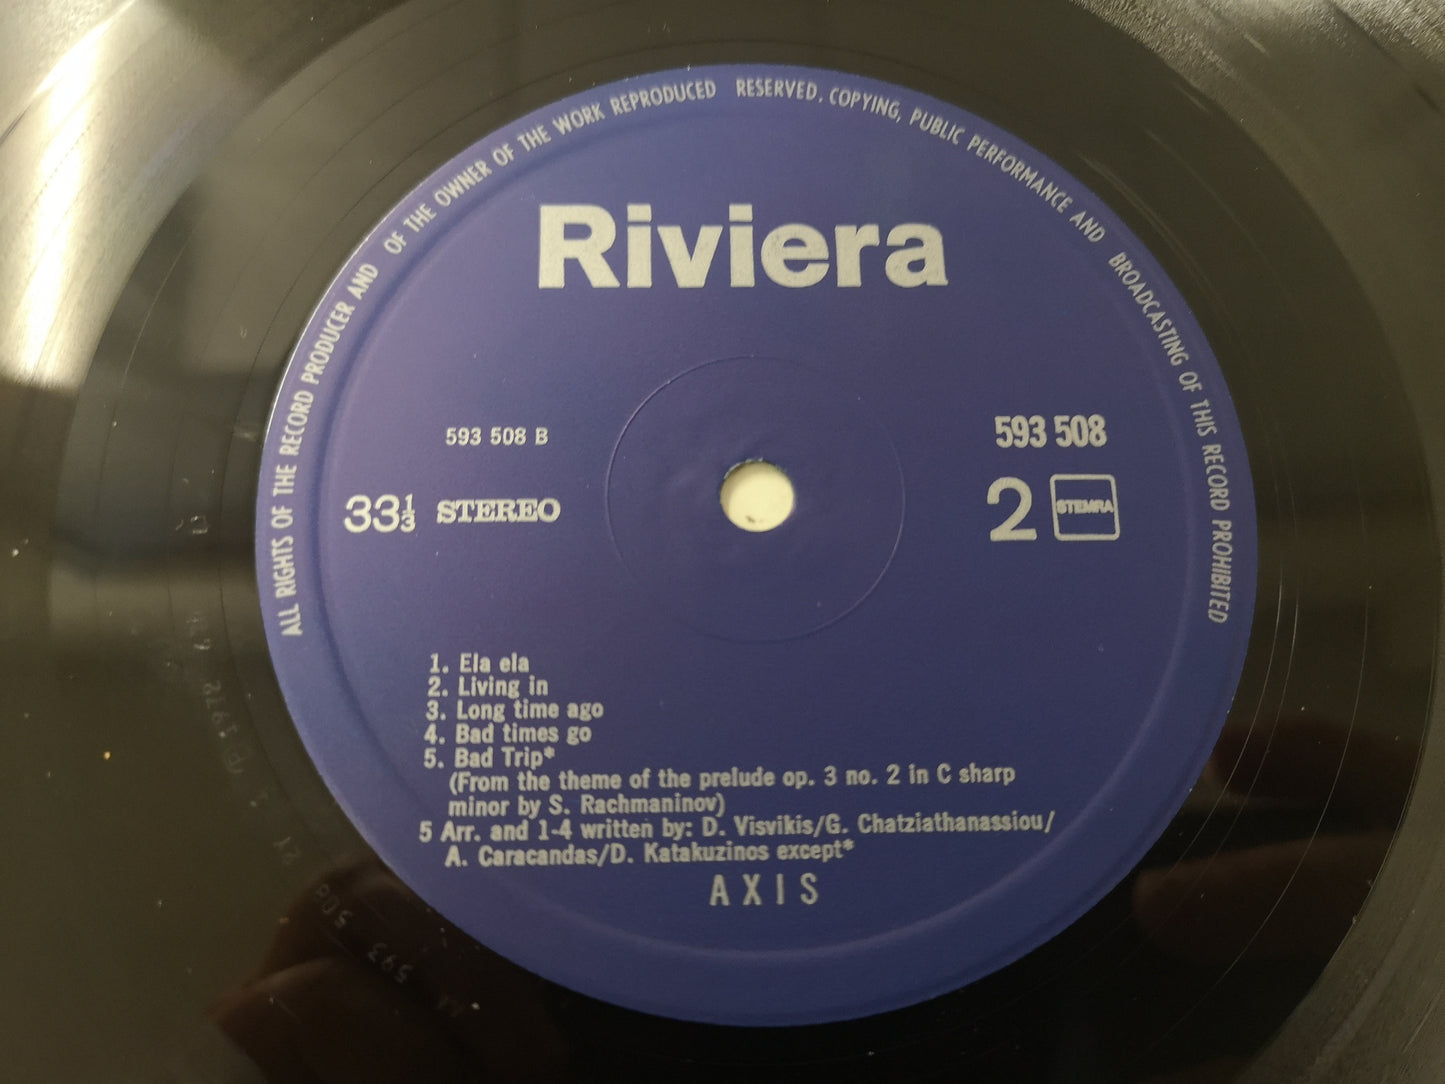 ALL RIGHTS OF THE RECORD PRODUCER AND OF THE OWNER OF THE WORK REPRODUCED RESERVED. COPYING, PUBLIC PERFORMANCE AND BROADCASTING OF THIS RECORD PROHIBITED
Riviera
593 508 B
593 508
33⅓ STEREO
2 STEMRA
1. Ela ela
2. Living in
3. Long time ago
4. Bad times go
5. Bad Trip*
(From the theme of the prelude op. 3 no. 2 in C sharp
minor by S. Rachmaninov)
5 Arr. and 1-4 written by: D. Visvikis/G. Chatziathanassiou/
A. Caracandas/D. Katakuzinos except*
AXIS
AA 593 508 2Y